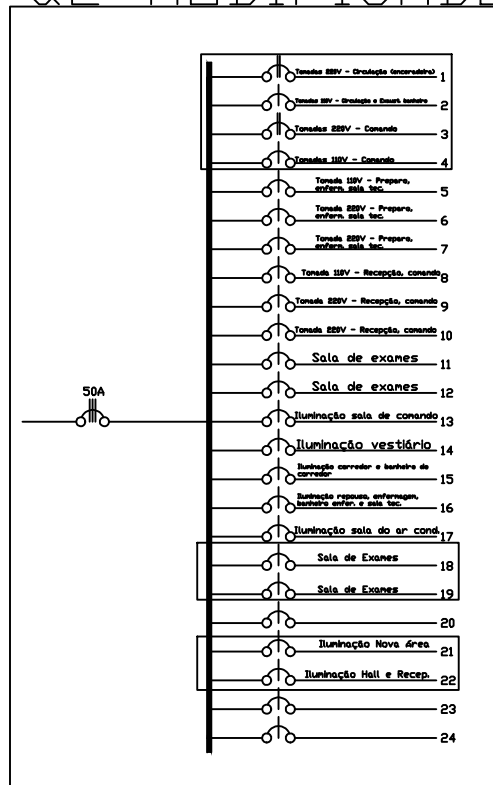 Tomadas 220V - Circulação (enceradeira) 1
Tomadas 110V - Circulação e Exaust. banheiro 2
Tomadas 220V - Comando 3
Tomadas 110V - Comando 4
Tomada 110V - Preparo,
enferm. sala tec. 5
Tomada 220V - Preparo,
enferm. sala tec. 6
Tomada 220V - Preparo,
enferm. sala tec. 7
Tomada 110V - Recepção, comando 8
Tomada 220V - Recepção, comando 9
Tomada 220V - Recepção, comando 10
Sala de exames 11
Sala de exames 12
50A
Iluminação sala de comando 13
Iluminação vestiário 14
Iluminação corredor e banheiro do
corredor 15
Iluminação repouso, enfermagem,
banheiro enfer. e sala tec. 16
Iluminação sala do ar cond. 17
Sala de Exames 18
Sala de Exames 19
20
Iluminação Nova Área 21
Iluminação Hall e Recep. 22
23
24